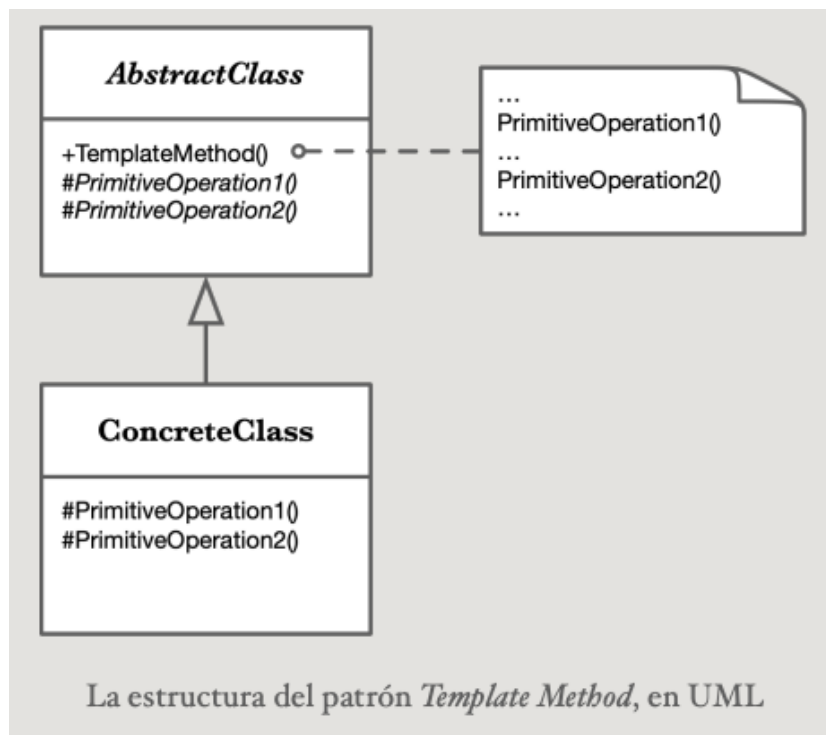 AbstractClass
+TemplateMethod()
#PrimitiveOperation1()
#PrimitiveOperation2()
...
PrimitiveOperation1()
...
PrimitiveOperation2()
...
ConcreteClass
#PrimitiveOperation1()
#PrimitiveOperation2()
La estructura del patrón Template Method, en UML